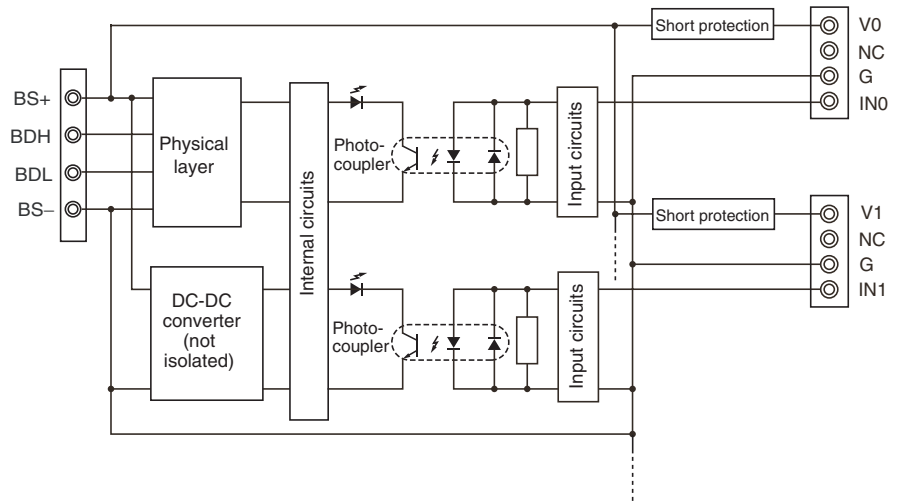 Short protection
V0
NC
G
IN0
BS+
BDH
BDL
BS–
Physical
layer
Internal circuits
Photo-
coupler
Input circuits
Short protection
V1
NC
G
IN1
DC-DC
converter
(not
isolated)
Photo-
coupler
Input circuits